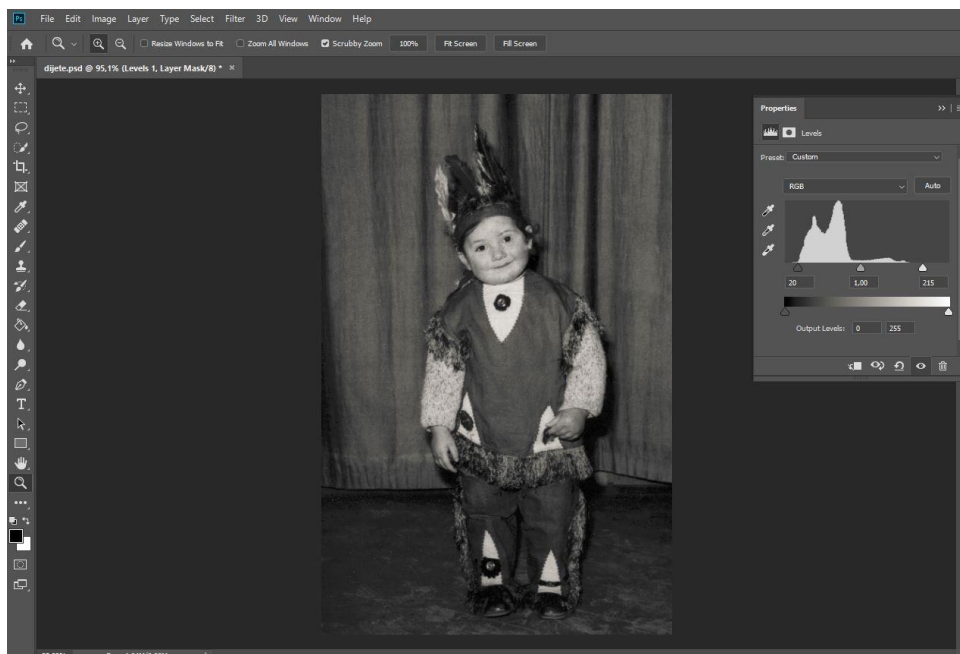 Ps File Edit Image Layer Type Select Filter 3D View Window Help
Resize Windows to Fit Zoom All Windows Scrubby Zoom 100% Fit Screen Fill Screen
dijete.psd @ 95,1% (Levels 1, Layer Mask/8) * ×
Properties
Levels
Preset: Custom
RGB Auto
20 1,00 215
Output Levels: 0 255